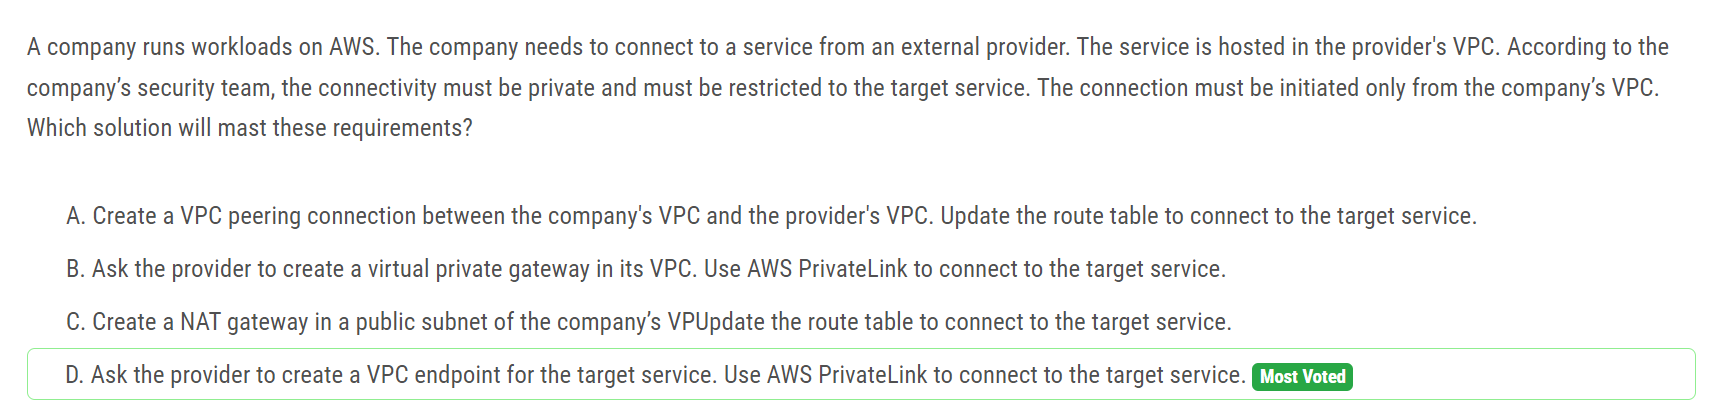 A company runs workloads on AWS. The company needs to connect to a service from an external provider. The service is hosted in the provider's VPC. According to the
company’s security team, the connectivity must be private and must be restricted to the target service. The connection must be initiated only from the company’s VPC.
Which solution will mast these requirements?
A. Create a VPC peering connection between the company's VPC and the provider's VPC. Update the route table to connect to the target service.
B. Ask the provider to create a virtual private gateway in its VPC. Use AWS PrivateLink to connect to the target service.
C. Create a NAT gateway in a public subnet of the company’s VPUpdate the route table to connect to the target service.
D. Ask the provider to create a VPC endpoint for the target service. Use AWS PrivateLink to connect to the target service. Most Voted